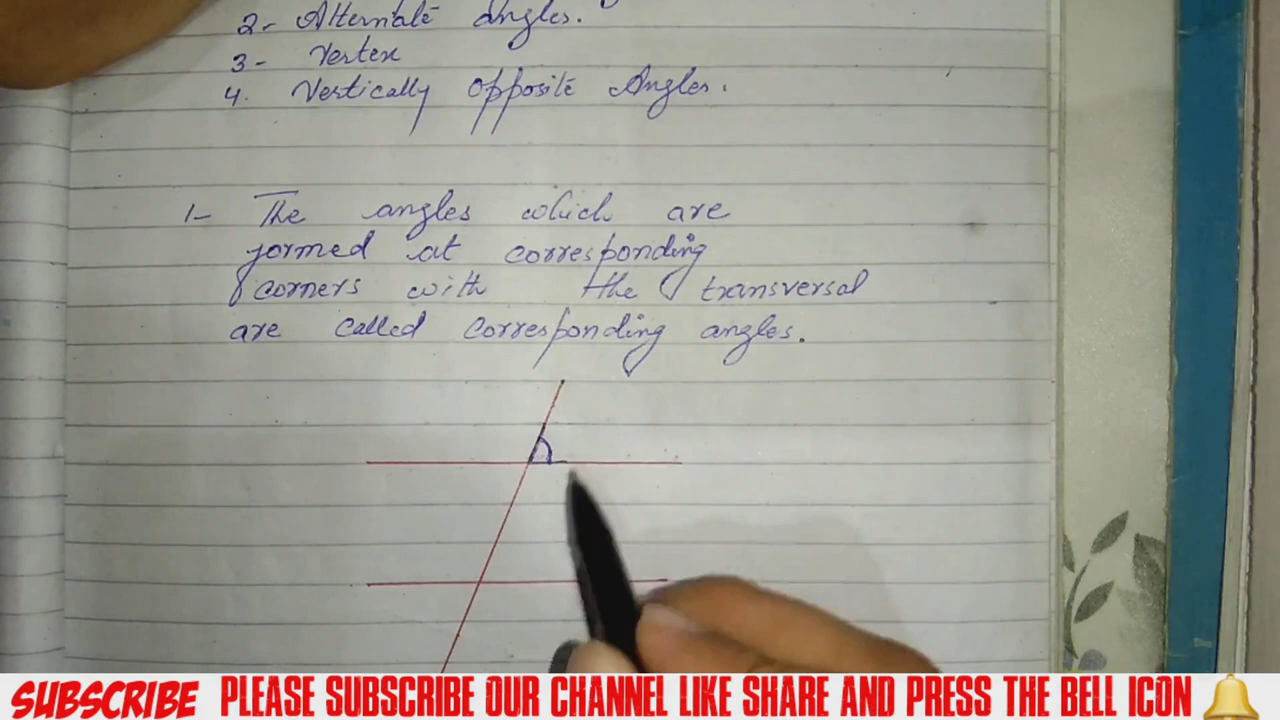 2- Alternate angles.
3- Vertex
4. Vertically opposite Angles.
1- The angles which are
formed at corresponding
corners with the transversal
are called corresponding angles.
SUBSCRIBE PLEASE SUBSCRIBE OUR CHANNEL LIKE SHARE AND PRESS THE BELL ICON